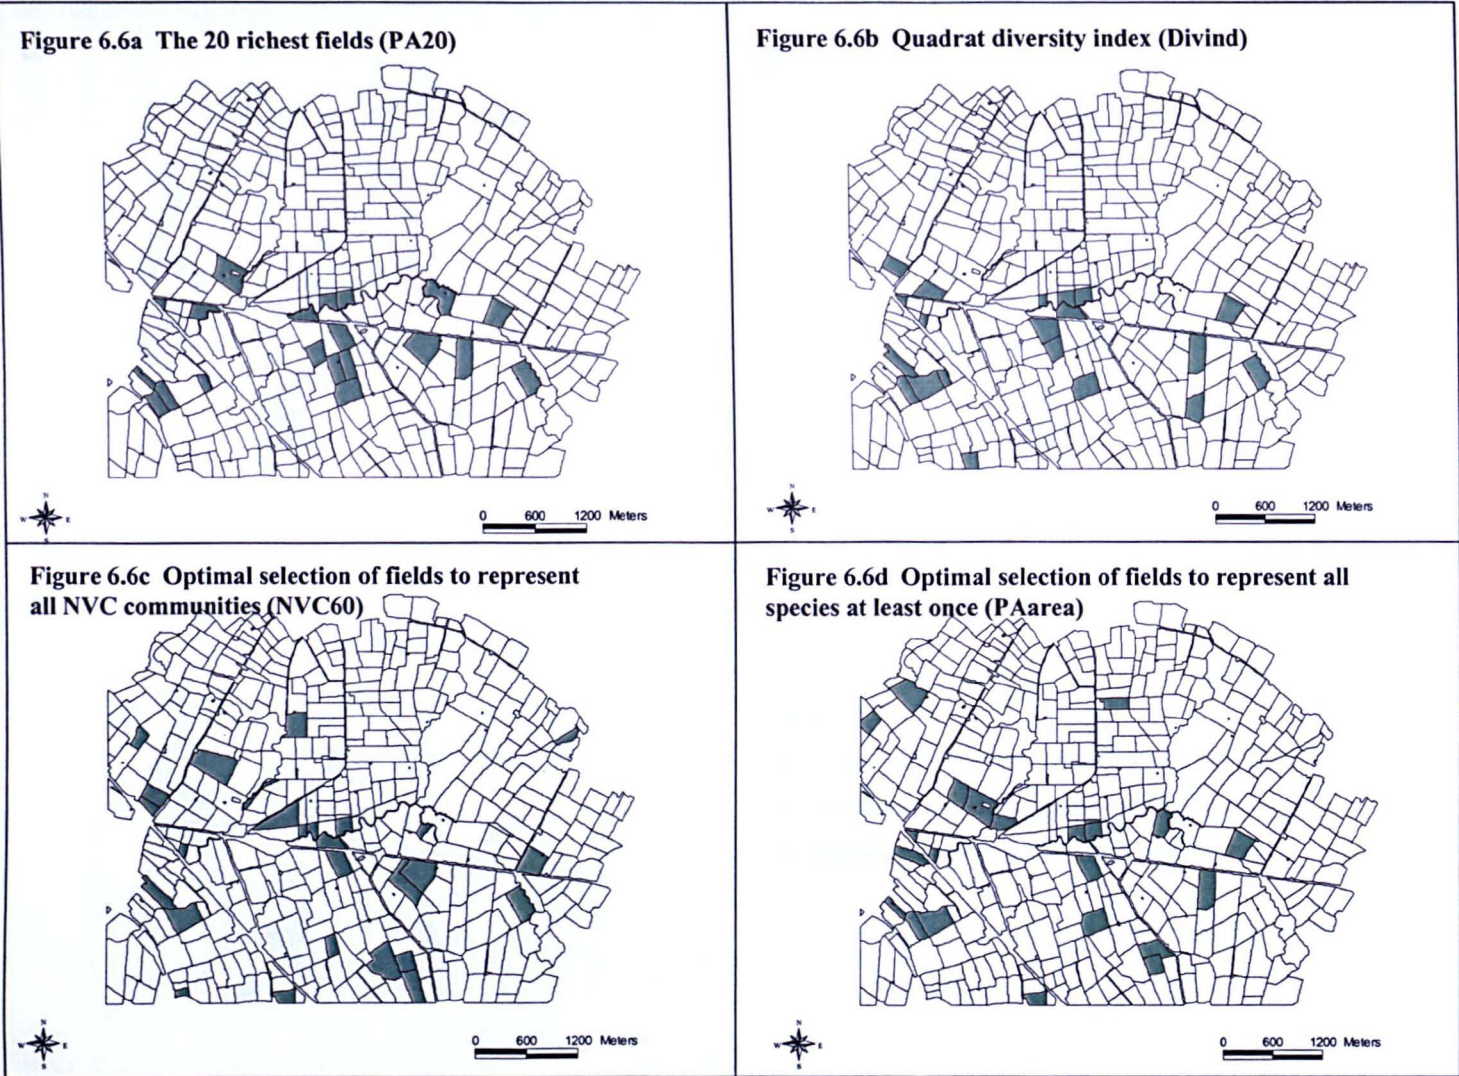 Figure 6.6a The 20 richest fields (PA20)
N
W E
S
0 600 1200 Meters
Figure 6.6b Quadrat diversity index (Divind)
N
W E
S
0 600 1200 Meters
Figure 6.6c Optimal selection of fields to represent
all NVC communities (NVC60)
N
W E
S
0 600 1200 Meters
Figure 6.6d Optimal selection of fields to represent all
species at least once (PAarea)
N
W E
S
0 600 1200 Meters